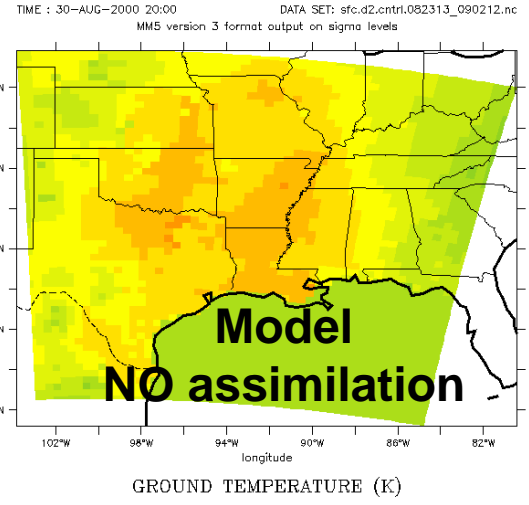 TIME : 30-AUG-2000 20:00 DATA SET: sfc.d2.cntrl.082313_090212.nc
MM5 version 3 format output on sigma levels
N
N
N
N
N
Model
NO assimilation
102°W 98°W 94°W 90°W 86°W 82°W
longitude
GROUND TEMPERATURE (K)